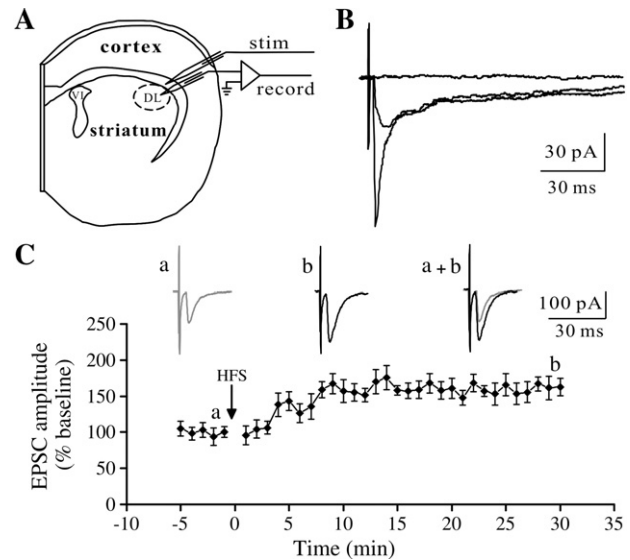 A
cortex
stim
record
VL
DL
striatum
B
30 pA
30 ms
C
a
b
a + b
100 pA
30 ms
EPSC amplitude
(% baseline)
250
200
150
100
50
0
HFS
a
b
-10
-5
0
5
10
15
20
25
30
35
Time (min)